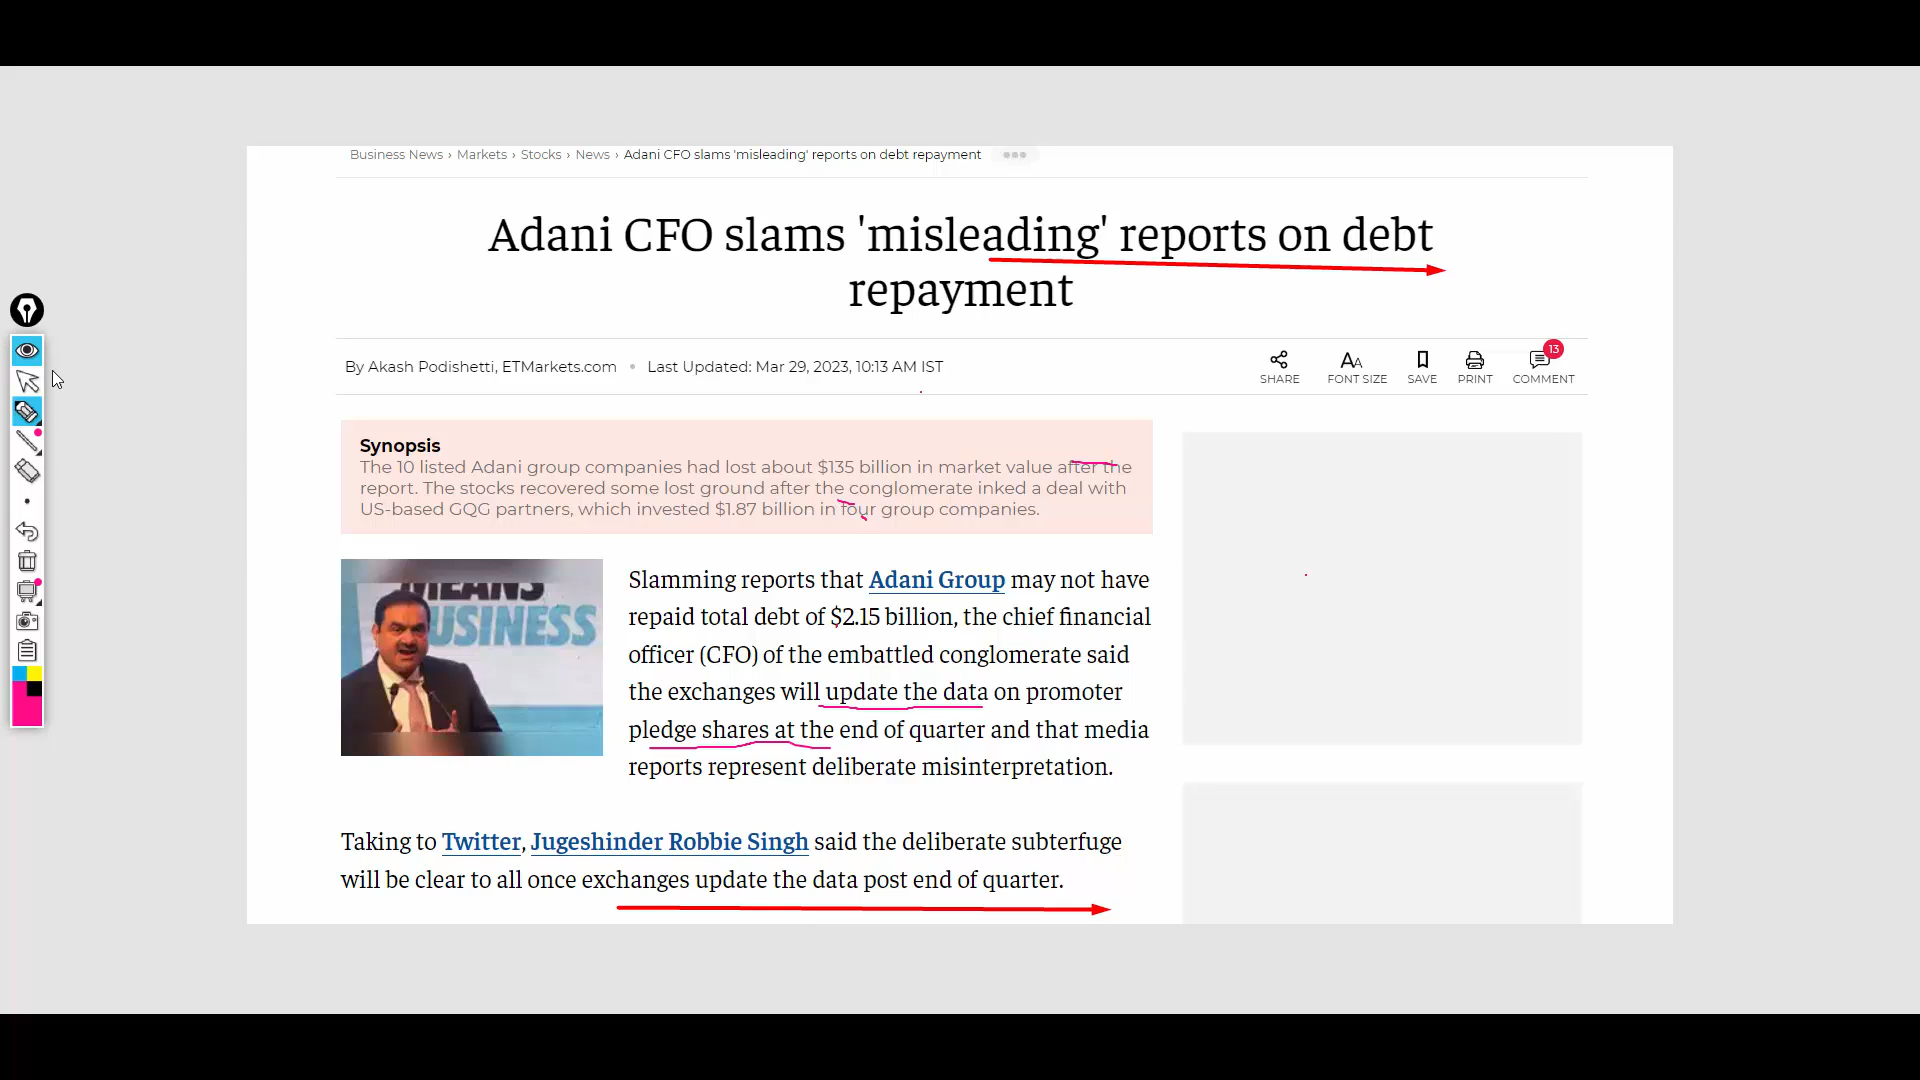 Business News › Markets › Stocks › News › Adani CFO slams 'misleading' reports on debt repayment
Adani CFO slams 'misleading' reports on debt
repayment
By Akash Podishetti, ETMarkets.com • Last Updated: Mar 29, 2023, 10:13 AM IST
SHARE
FONT SIZE
SAVE
PRINT
13
COMMENT
Synopsis
The 10 listed Adani group companies had lost about $135 billion in market value after the
report. The stocks recovered some lost ground after the conglomerate inked a deal with
US-based GQG partners, which invested $1.87 billion in four group companies.
MEANS
BUSINESS
Slamming reports that Adani Group may not have
repaid total debt of $2.15 billion, the chief financial
officer (CFO) of the embattled conglomerate said
the exchanges will update the data on promoter
pledge shares at the end of quarter and that media
reports represent deliberate misinterpretation.
Taking to Twitter, Jugeshinder Robbie Singh said the deliberate subterfuge
will be clear to all once exchanges update the data post end of quarter.